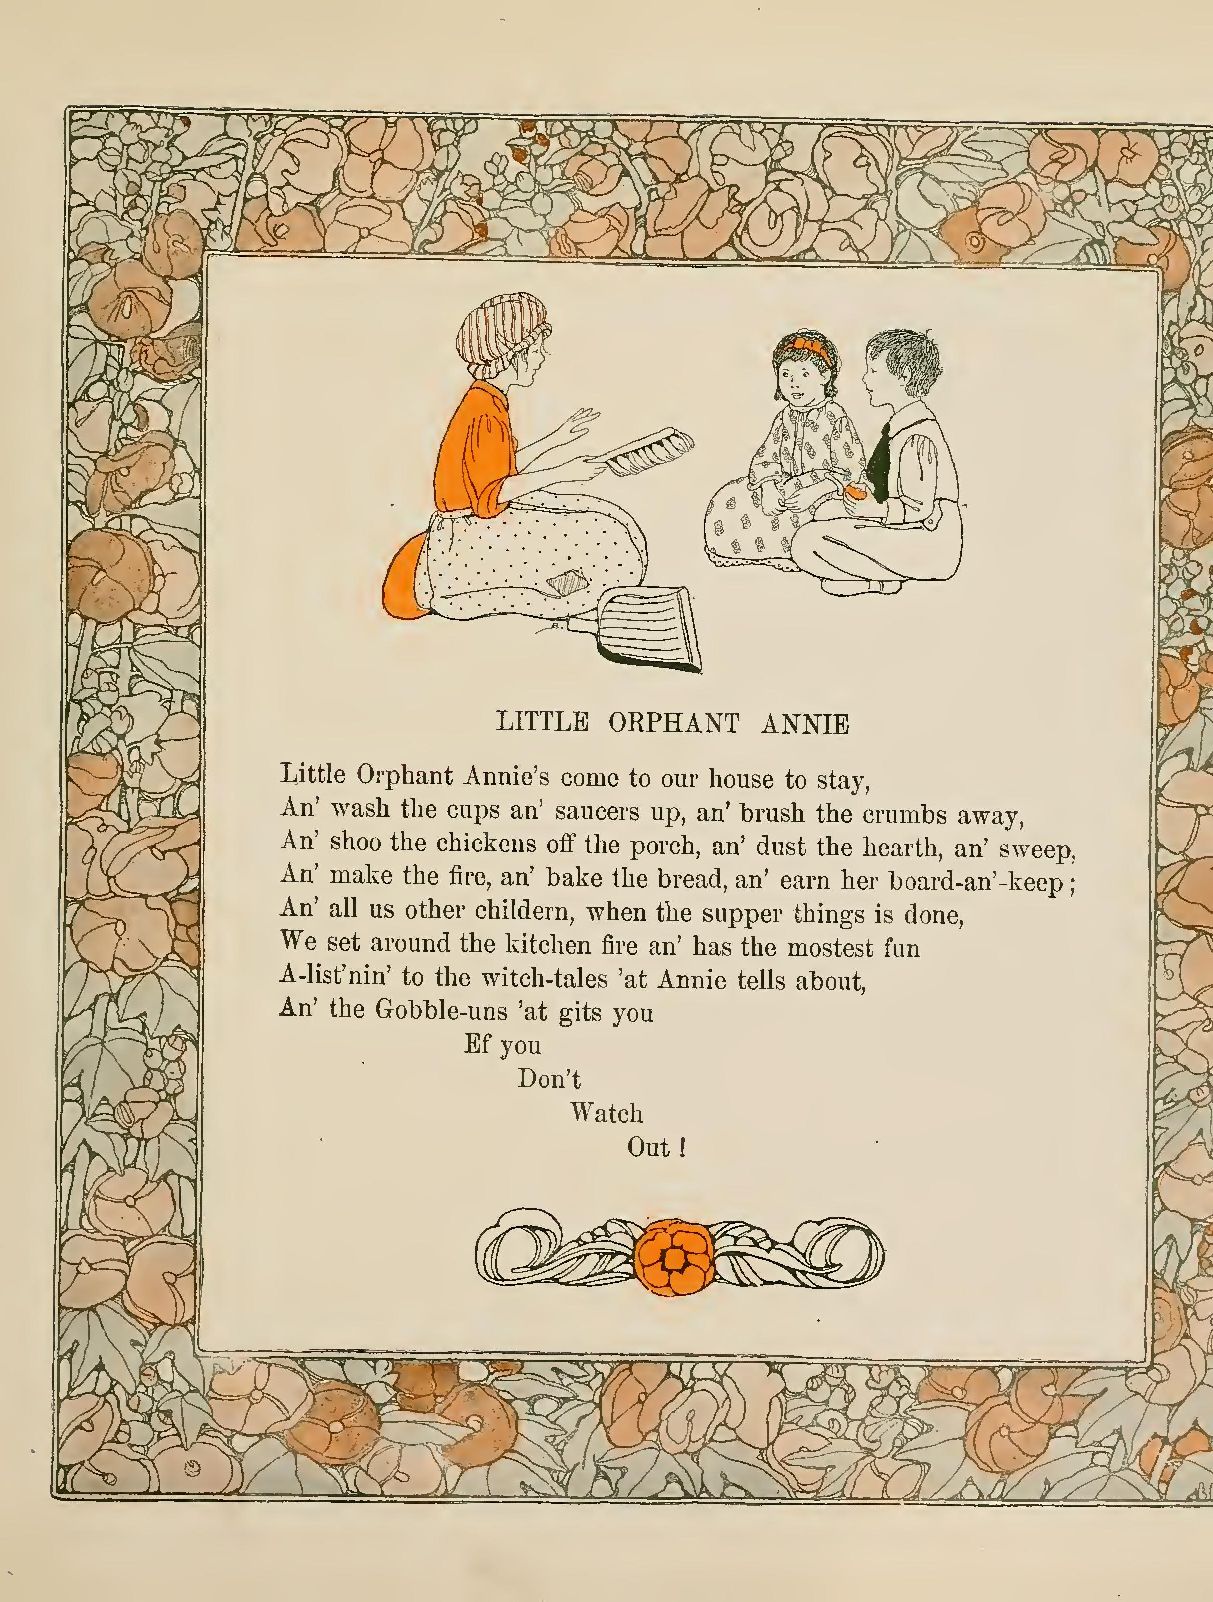 LITTLE ORPHANT ANNIE
Little Orphant Annie's come to our house to stay,
An' wash the cups an' saucers up, an' brush the crumbs away,
An' shoo the chickens off the porch, an' dust the hearth, an' sweep,
An' make the fire, an' bake the bread, an' earn her board-an'-keep;
An' all us other childern, when the supper things is done,
We set around the kitchen fire an' has the mostest fun
A-list'nin' to the witch-tales 'at Annie tells about,
An' the Gobble-uns 'at gits you
Ef you
Don't
Watch
Out!